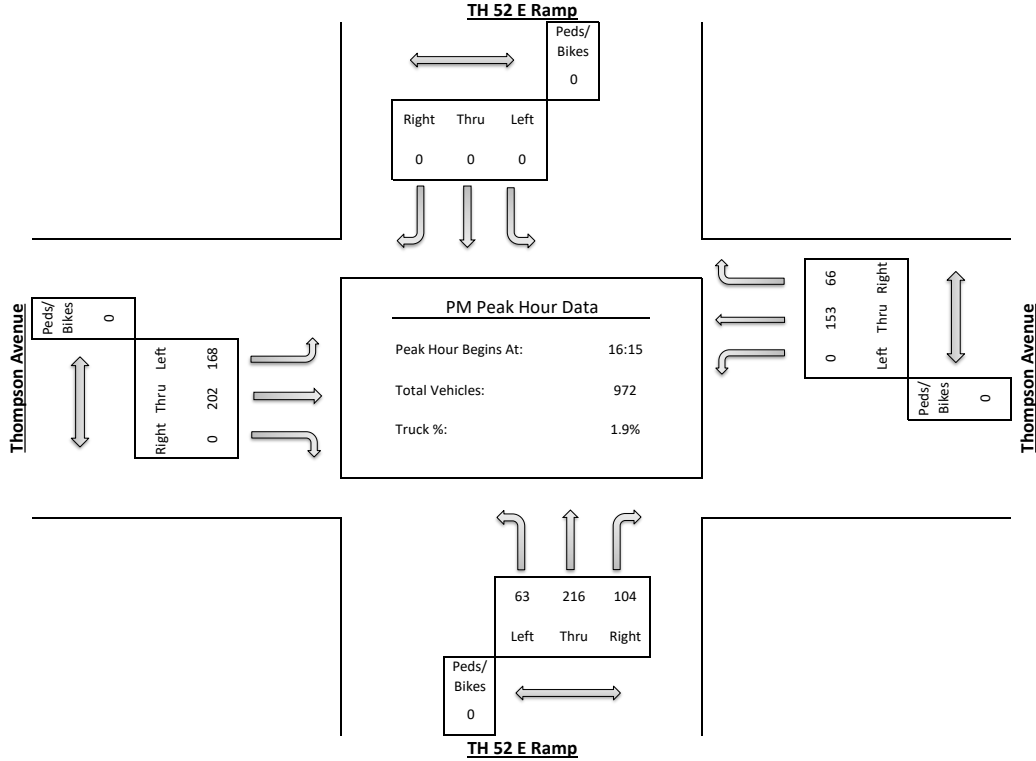 TH 52 E Ramp
Peds/
Bikes
0
Right Thru Left
0 0 0
Thompson Avenue
Peds/
Bikes
0
Left 168
Thru 202
Right 0
PM Peak Hour Data
Peak Hour Begins At: 16:15
Total Vehicles: 972
Truck %: 1.9%
66 Right
153 Thru
0 Left
Peds/
Bikes
0
Thompson Avenue
63 216 104
Left Thru Right
Peds/
Bikes
0
TH 52 E Ramp